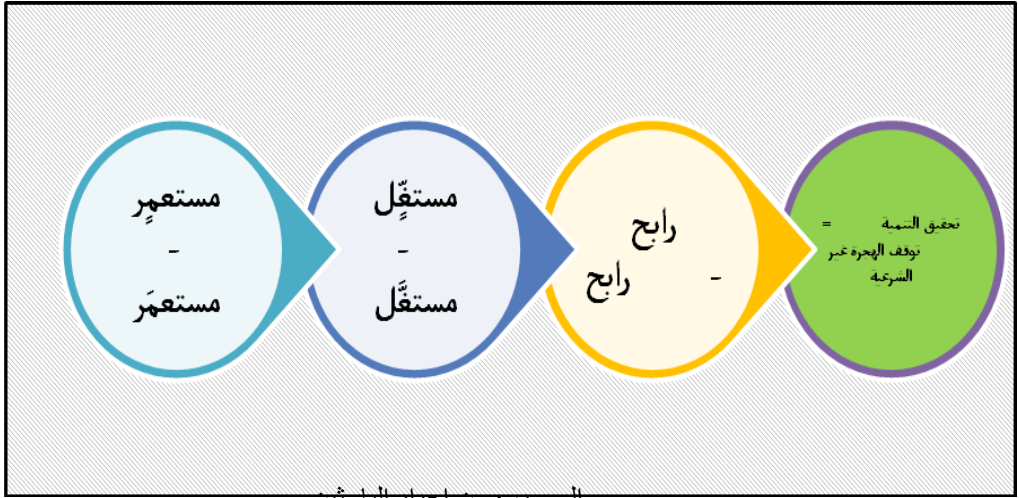 مستعمِر
-
مستعمَر
مستغِّل
-
مستغَّل
رابح
- رابح
تحقيق التنمية =
توقف الهجرة غير
الشرعية